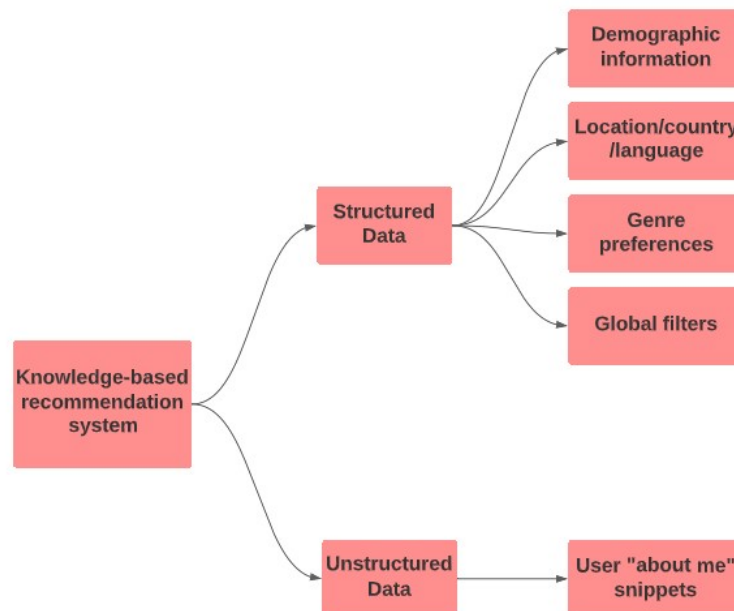 Demographic
information
Location/country
/language
Structured
Data
Genre
preferences
Global filters
Knowledge-based
recommendation
system
Unstructured
Data
User "about me"
snippets